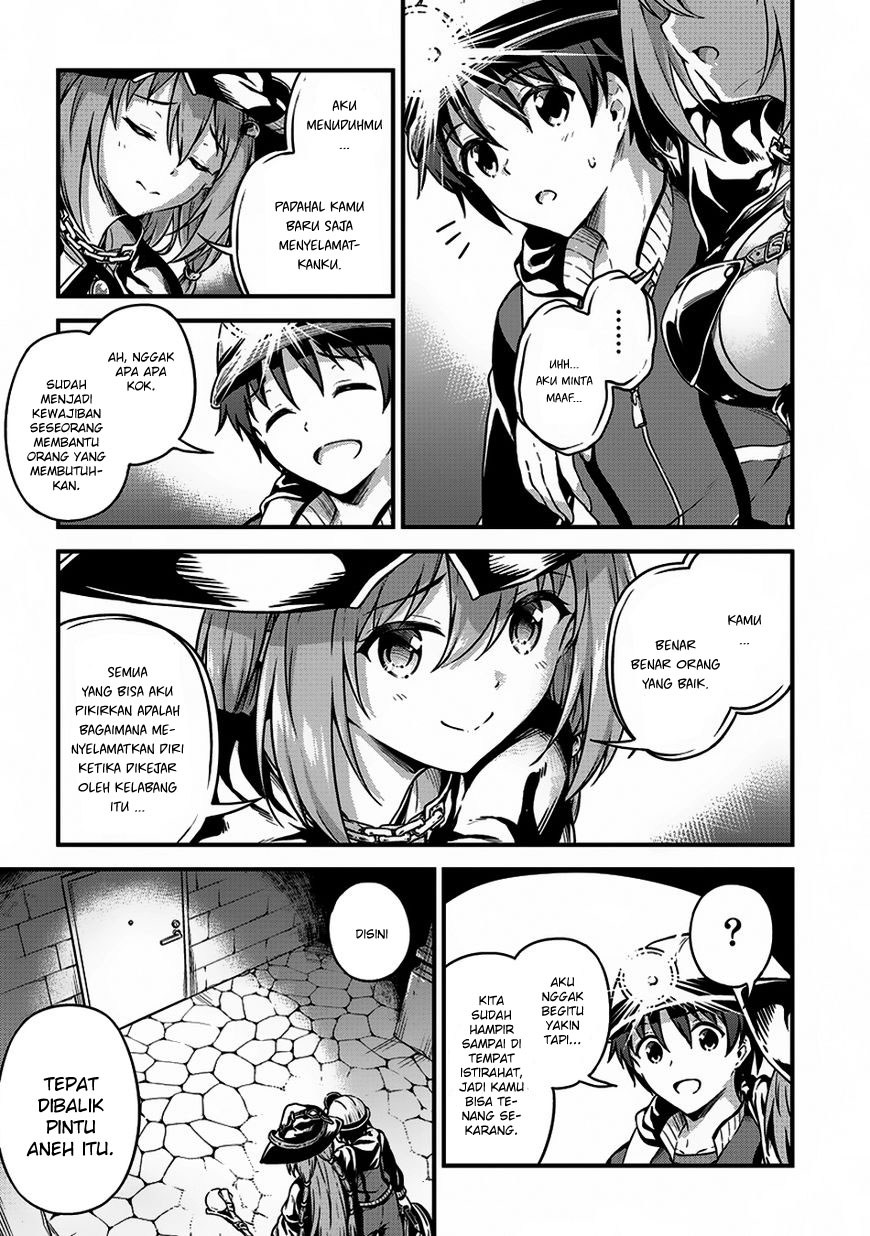 ......
UHH...
AKU MINTA
MAAF...
AKU
MENUDUHMU
...
PADAHAL KAMU
BARU SAJA
MENYELAMAT-
KANKU.
AH, NGGAK
APA APA
KOK.
SUDAH
MENJADI
KEWAJIBAN
SESEORANG
MEMBANTU
ORANG YANG
MEMBUTUH-
KAN.
KAMU
...
BENAR
BENAR ORANG
YANG BAIK.
SEMUA
YANG BISA AKU
PIKIRKAN ADALAH
BAGAIMANA ME-
NYELAMATKAN DIRI
KETIKA DIKEJAR
OLEH KELABANG
ITU ...
?
AKU
NGGAK
BEGITU
YAKIN
TAPI...
KITA
SUDAH
HAMPIR
SAMPAI DI
TEMPAT
ISTIRAHAT,
JADI KAMU
BISA TE-
NANG SE-
KARANG.
DISINI
TEPAT
DIBALIK
PINTU
ANEH ITU.